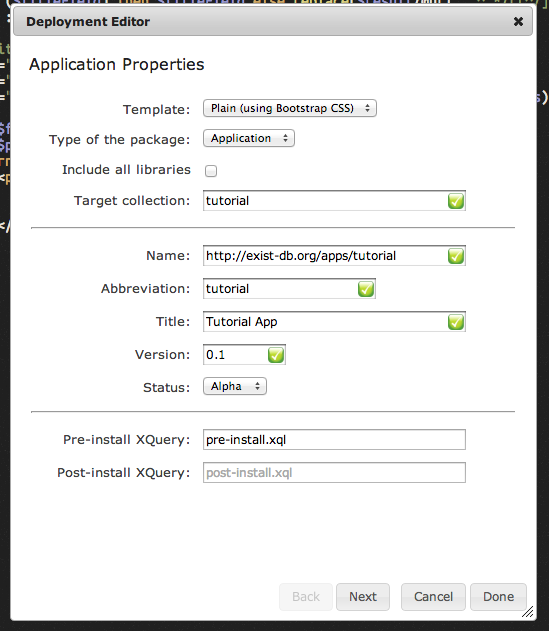 Deployment Editor
Application Properties
Template: Plain (using Bootstrap CSS)
Type of the package: Application
Include all libraries
Target collection: tutorial
Name: http://exist-db.org/apps/tutorial
Abbreviation: tutorial
Title: Tutorial App
Version: 0.1
Status: Alpha
Pre-install XQuery: pre-install.xql
Post-install XQuery: post-install.xql
Back Next Cancel Done